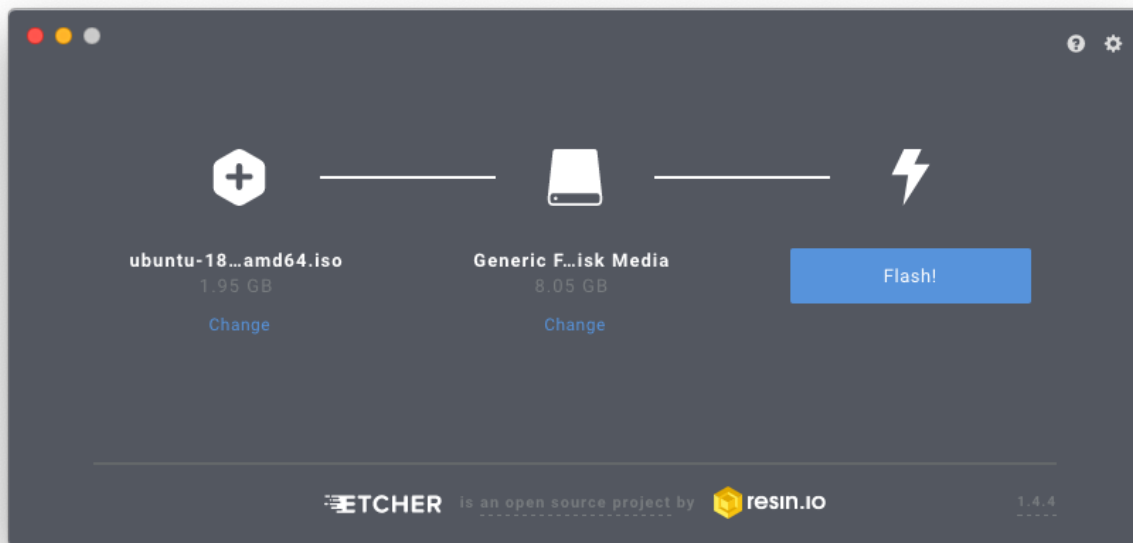 ubuntu-18...amd64.iso
1.95 GB
Change
Generic F...isk Media
8.05 GB
Change
Flash!
ETCHER is an open source project by resin.io 1.4.4